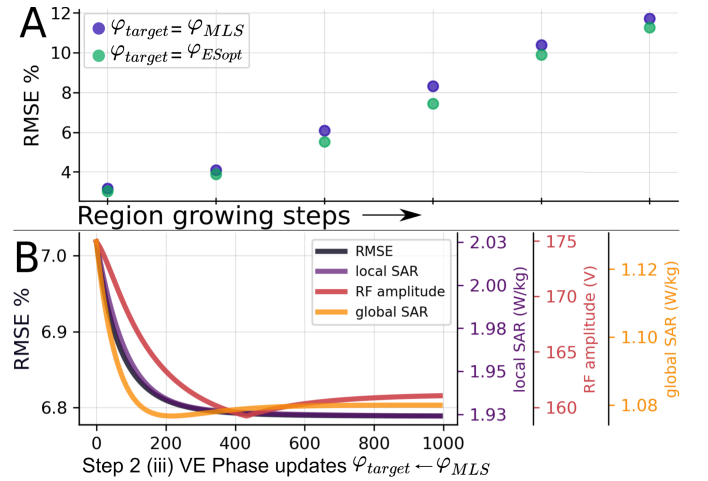 A
12
10
8
6
4
RMSE %
φtarget = φMLS
φtarget = φESopt
Region growing steps →
B
7.0
6.9
6.8
RMSE %
RMSE
local SAR
RF amplitude
global SAR
0 200 400 600 800 1000
Step 2 (iii) VE Phase updates φtarget ← φMLS
2.03
2.00
1.98
1.95
1.93
local SAR (W/kg)
175
170
165
160
RF amplitude (V)
1.12
1.10
1.08
global SAR (W/kg)